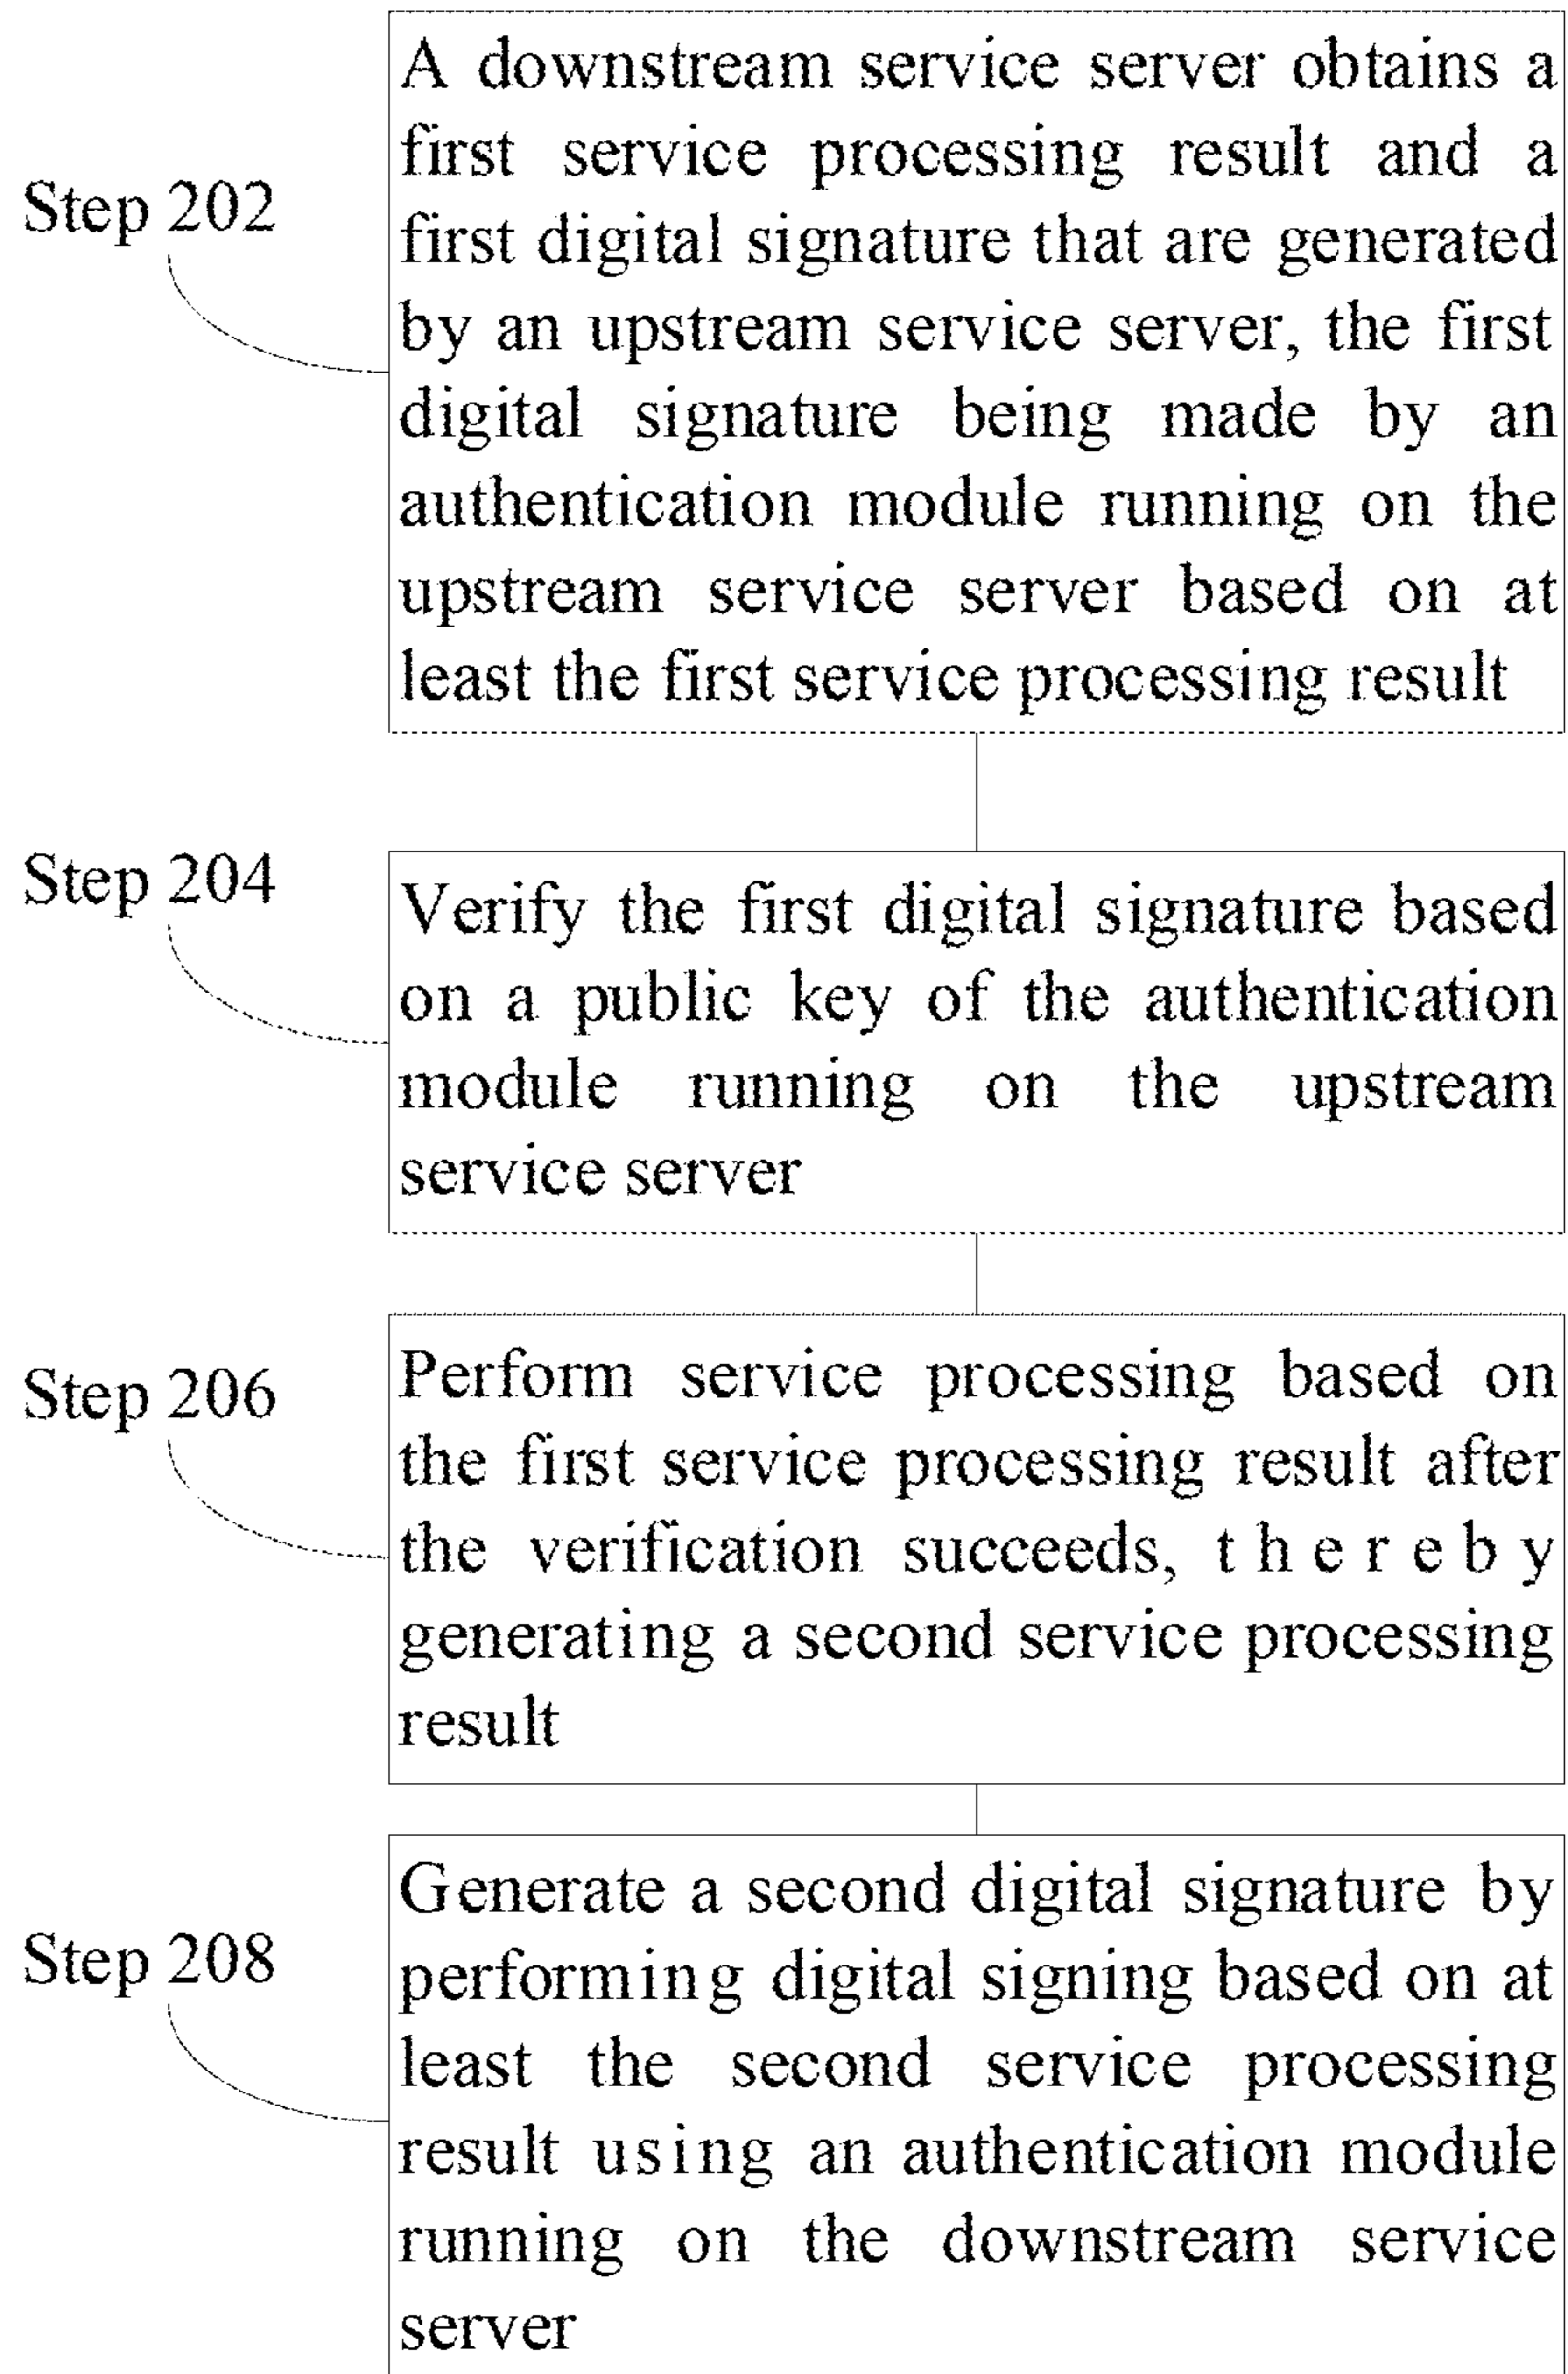 A downstream service server obtains a
first service processing result and a
Step 202
first digital signature that are generated
by an upstream service server, the first
digital signature being made by an
authentication module running on the
upstream service server based on at
least the first service processing result
Step 204
Verify the first digital signature based
on a public key of the authentication
module running on the upstream
service server
Perform service processing based on
Step 206
the first service processing result after
the verification succeeds, thereby
generating a second service processing
result
Generate a second digital signature by
Step 208
performing digital signing based on at
least the second service processing
result using an authentication module
running on the downstream service
server